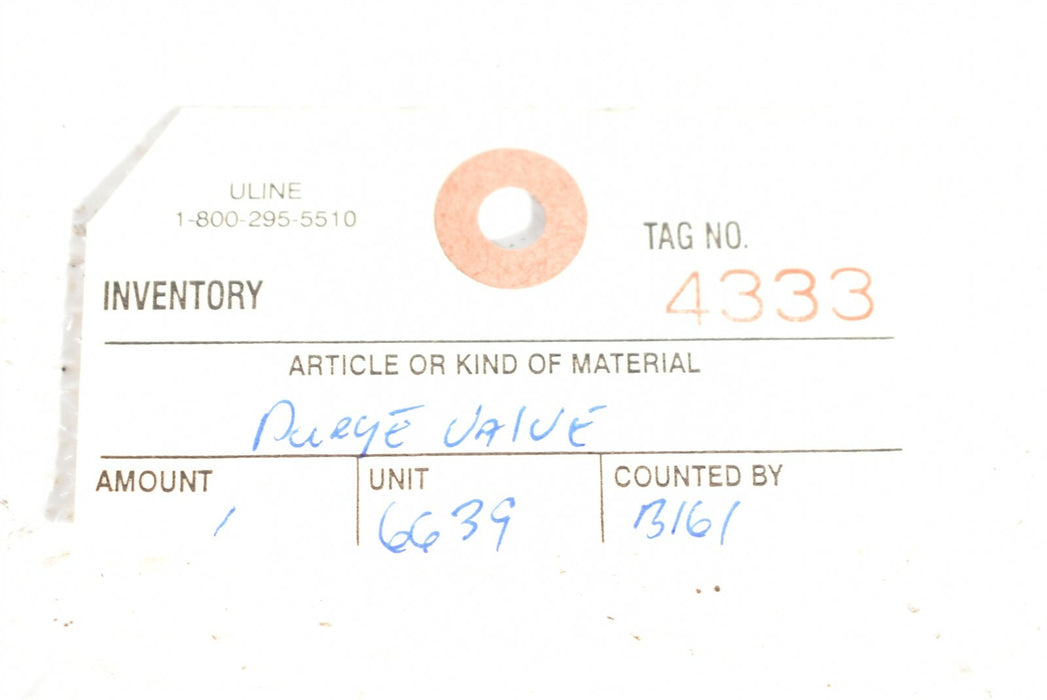 ULINE
1-800-295-5510
TAG NO.
INVENTORY
4333
ARTICLE OR KIND OF MATERIAL
PURGE VALVE
AMOUNT UNIT COUNTED BY
1 6639 B161